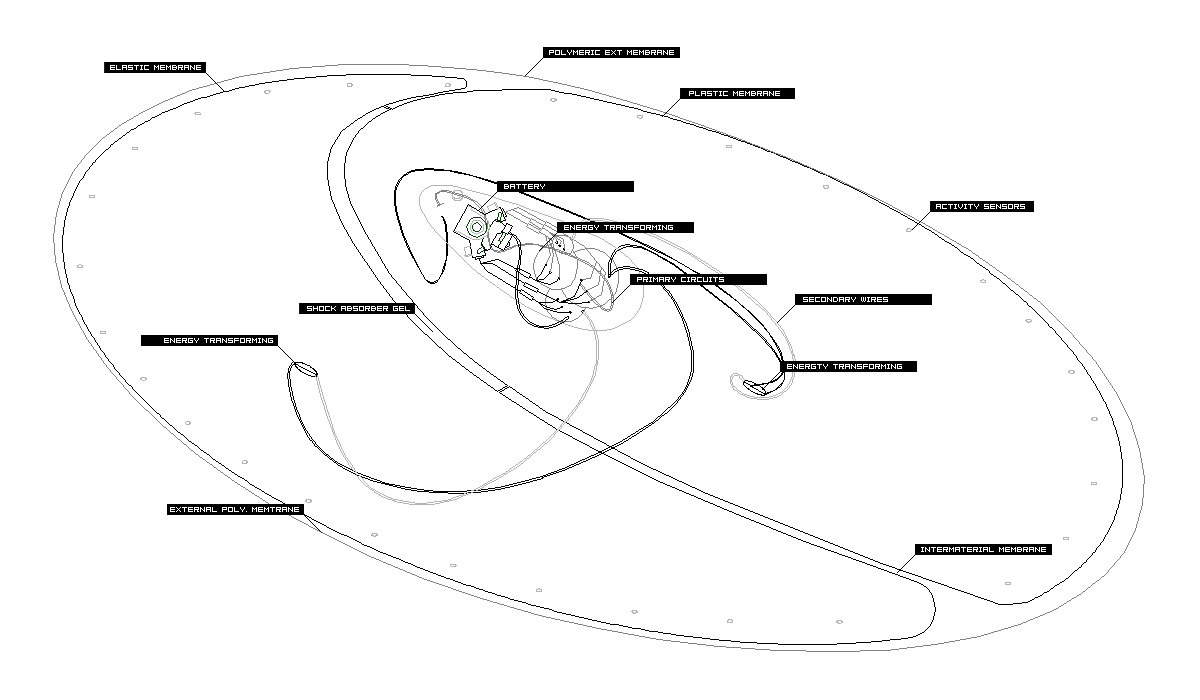 POLYMERIC EXT MEMBRANE
ELASTIC MEMBRANE
PLASTIC MEMBRANE
BATTERY
ACTIVITY SENSORS
ENERGY TRANSFORMING
PRIMARY CIRCUITS
SECONDARY WIRES
SHOCK ABSORBER GEL
ENERGY TRANSFORMING
ENERGTY TRANSFORMING
EXTERNAL POLY. MEMTRANE
INTERMATERIAL MEMBRANE